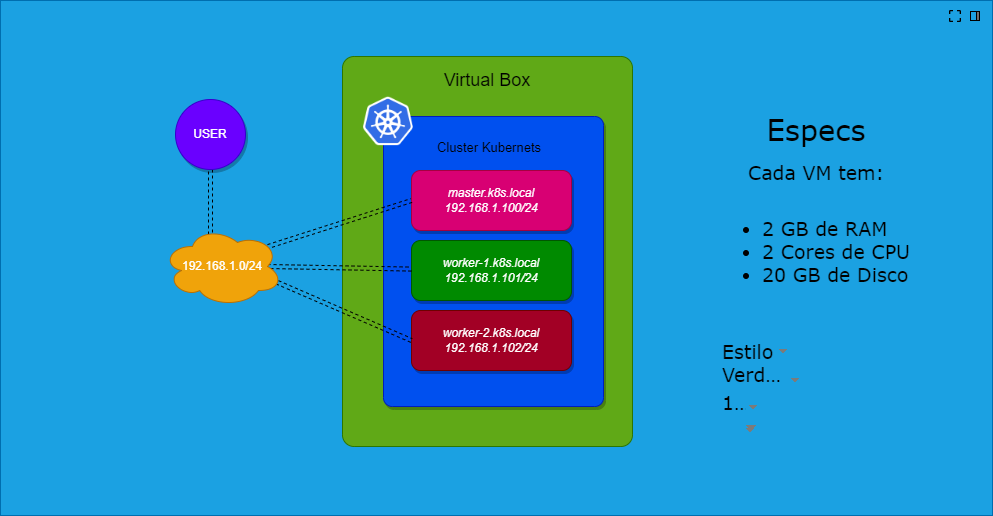 Virtual Box
USER
Cluster Kubernets
master.k8s.local
192.168.1.100/24
192.168.1.0/24
worker-1.k8s.local
192.168.1.101/24
worker-2.k8s.local
192.168.1.102/24
Especs
Cada VM tem:
• 2 GB de RAM
• 2 Cores de CPU
• 20 GB de Disco
Estilo
Verd...
1..